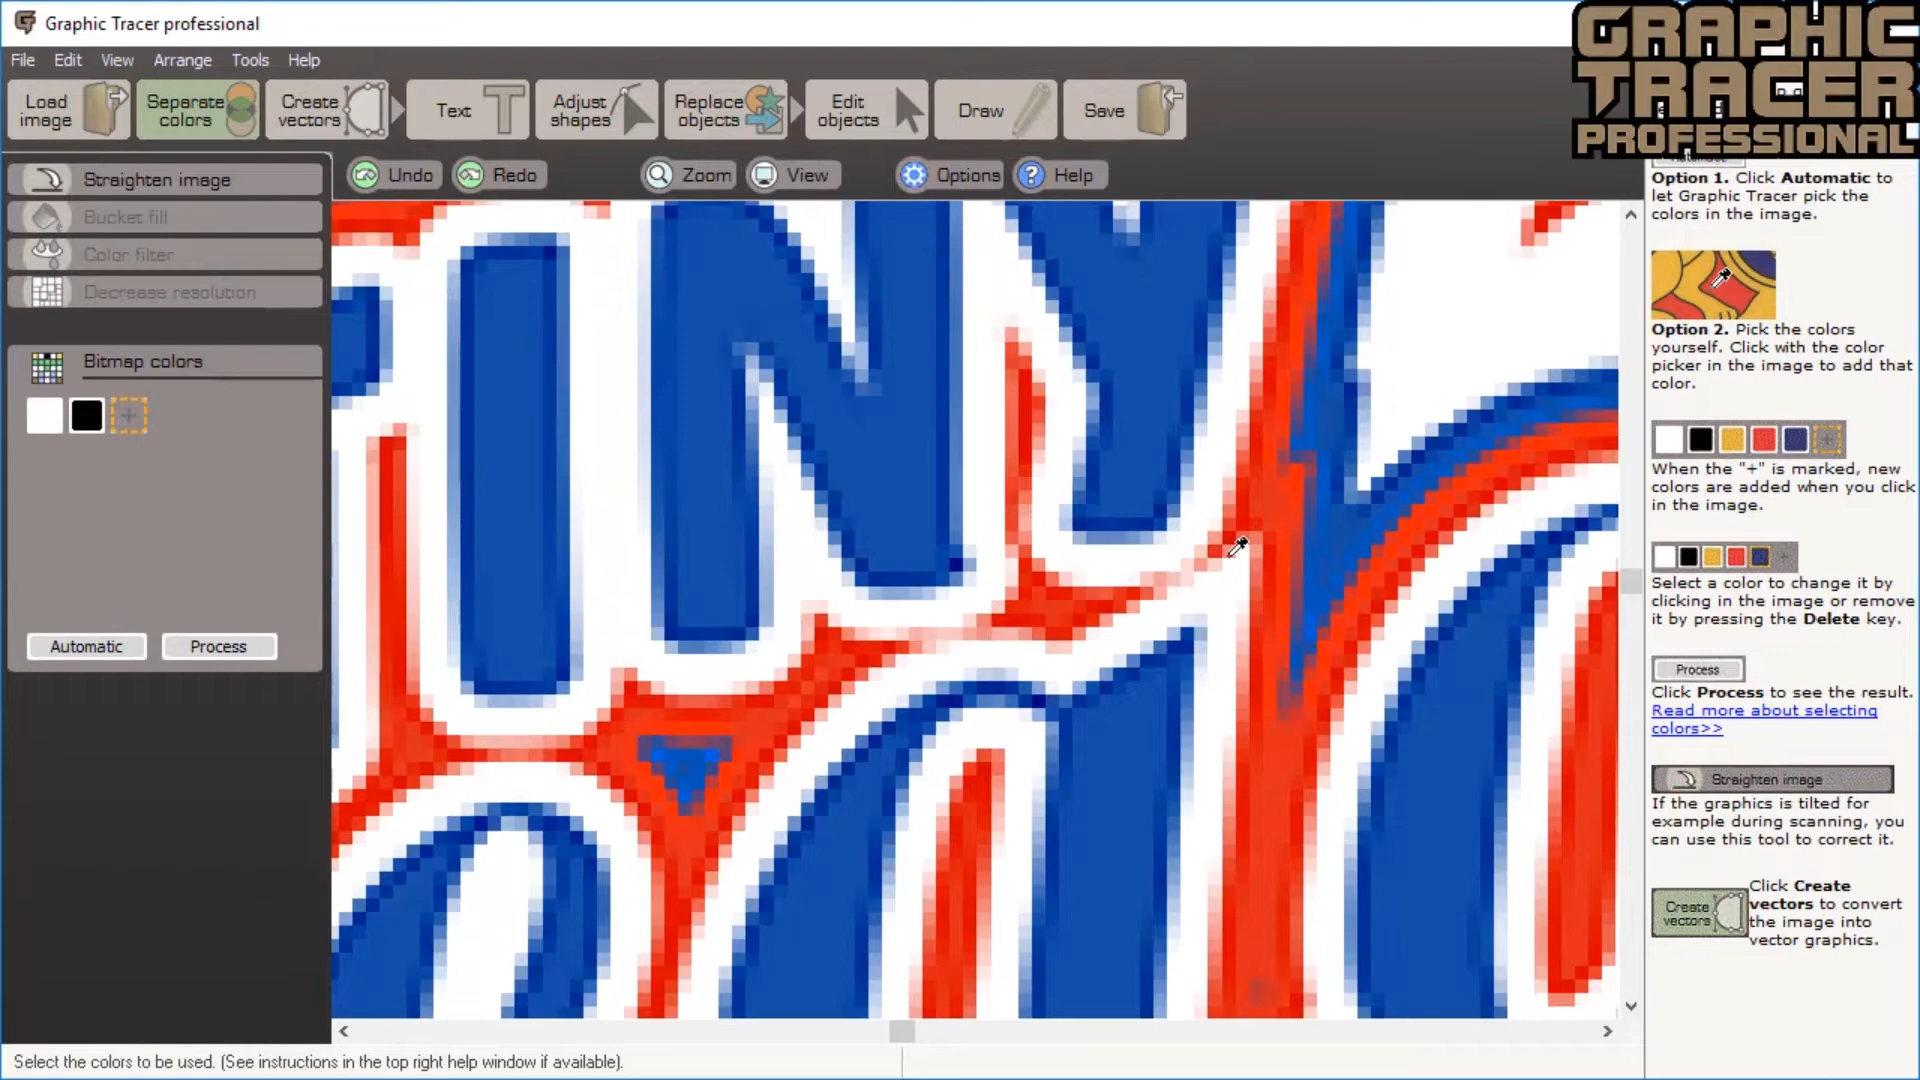 Graphic Tracer professional
GRAPHIC
TRACER
PROFESSIONAL
File Edit View Arrange Tools Help
Load image
Separate colors
Create vectors
Text
Adjust shapes
Replace objects
Edit objects
Draw
Save
Undo Redo Zoom View Options Help
Straighten image
Bucket fill
Color filter
Decrease resolution
Bitmap colors
Automatic Process
Option 1. Click Automatic to
let Graphic Tracer pick the
colors in the image.
Option 2. Pick the colors
yourself. Click with the color
picker in the image to add that
color.
When the "+" is marked, new
colors are added when you click
in the image.
Select a color to change it by
clicking in the image or remove
it by pressing the Delete key.
Process
Click Process to see the result.
Read more about selecting
colors>>
Straighten image
If the graphics is tilted for
example during scanning, you
can use this tool to correct it.
Create vectors
Click Create
vectors to convert
the image into
vector graphics.
Select the colors to be used. (See instructions in the top right help window if available).